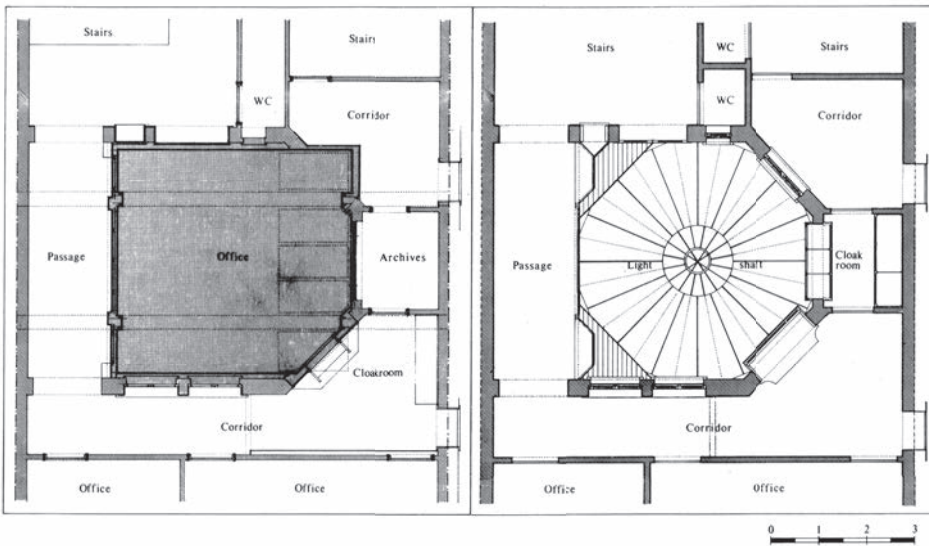 Stairs
Stairs
WC
Corridor
Passage
Office
Archives
Cloakroom
Corridor
Office
Office
Stairs
WC
Stairs
WC
Corridor
Passage
Light shaft
Cloak
room
Corridor
Office
Office
0 1 2 3